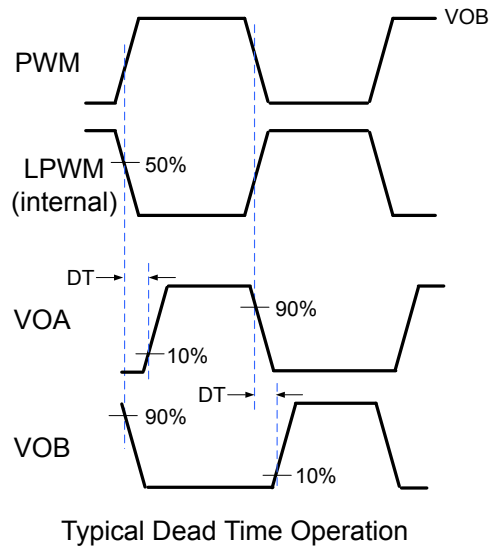 VOB
PWM
LPWM
(internal)
50%
DT
VOA
90%
10%
DT
90%
VOB
10%
Typical Dead Time Operation